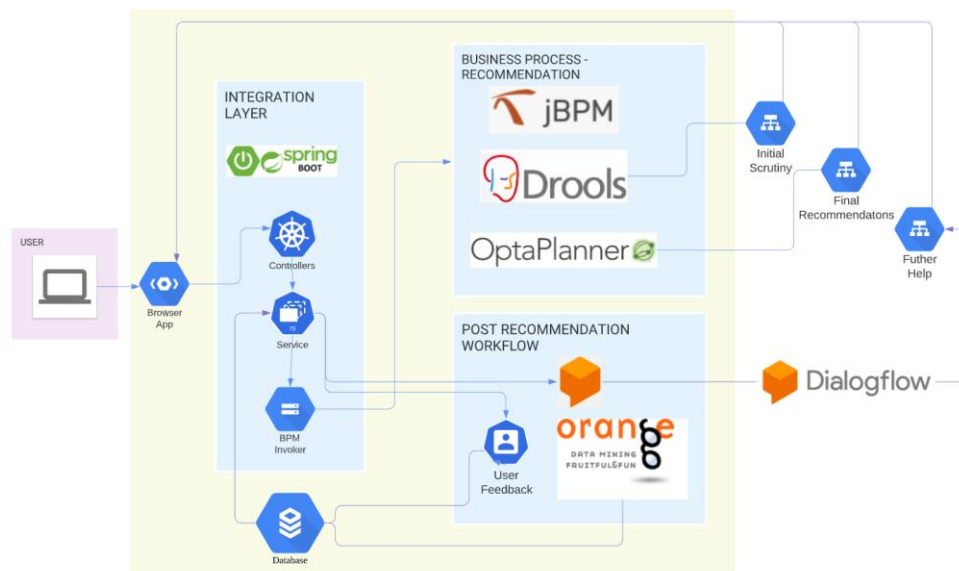 BUSINESS PROCESS -
RECOMMENDATION
jBPM
INTEGRATION
LAYER
spring
BOOT
Drools
Initial
Scrutiny
Final
Recommendatons
OptaPlanner
USER
Controllers
Futher
Help
Browser
App
rs
Service
POST RECOMMENDATION
WORKFLOW
Dialogflow
orange
DATA MINING
FRUITFUL&FUN
BPM
Invoker
User
Feedback
Database